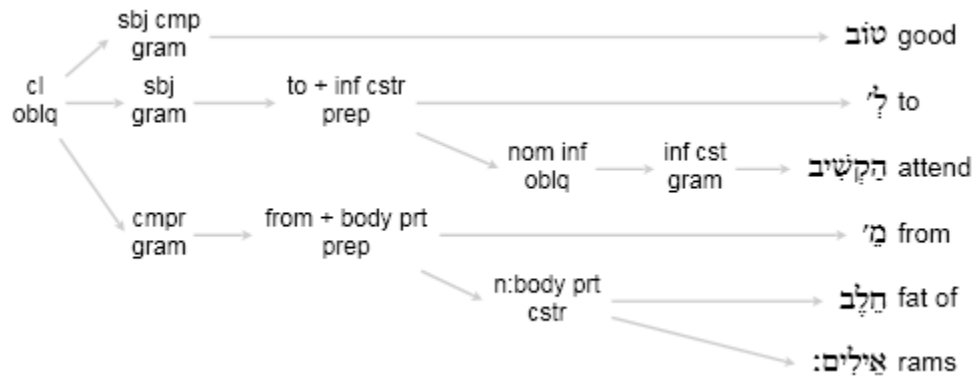 sbj cmp
gram
טוֹב good
cl
oblq
sbj
gram
to + inf cstr
prep
לְ׳ to
nom inf
oblq
inf cst
gram
הַקְשִׁיב attend
cmpr
gram
from + body prt
prep
מֵ׳ from
n:body prt
cstr
חֵלֶב fat of
אֵילִים׃ rams